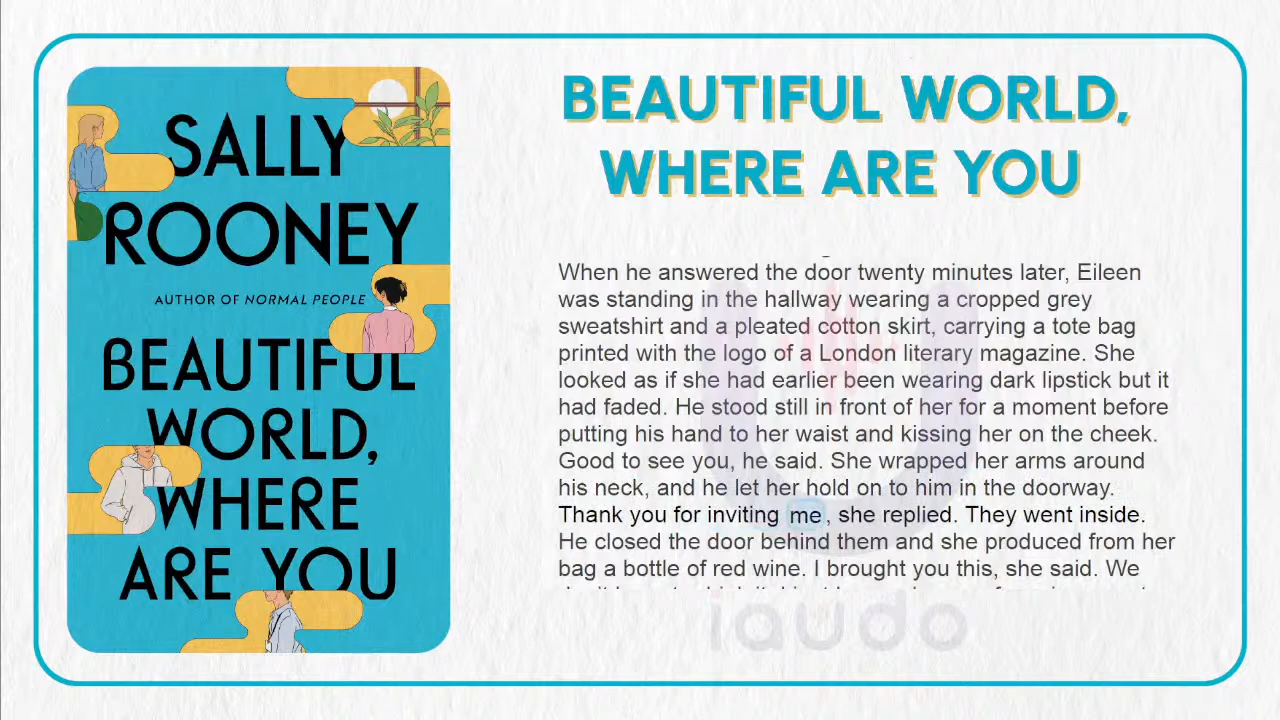 SALLY
ROONEY
AUTHOR OF NORMAL PEOPLE
BEAUTIFUL
WORLD,
WHERE
ARE YOU
BEAUTIFUL WORLD,
WHERE ARE YOU
When he answered the door twenty minutes later, Eileen
was standing in the hallway wearing a cropped grey
sweatshirt and a pleated cotton skirt, carrying a tote bag
printed with the logo of a London literary magazine. She
looked as if she had earlier been wearing dark lipstick but it
had faded. He stood still in front of her for a moment before
putting his hand to her waist and kissing her on the cheek.
Good to see you, he said. She wrapped her arms around
his neck, and he let her hold on to him in the doorway.
Thank you for inviting me, she replied. They went inside.
He closed the door behind them and she produced from her
bag a bottle of red wine. I brought you this, she said. We
iaudo